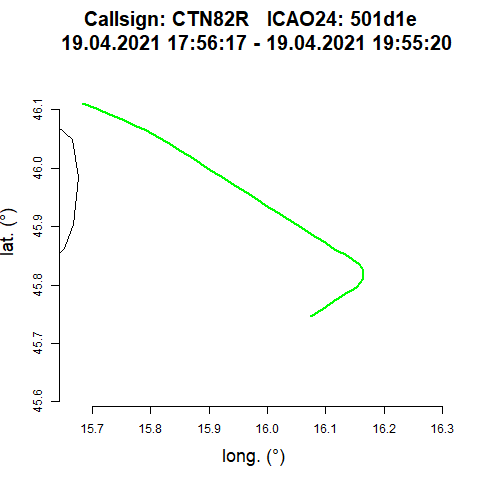 Callsign: CTN82R   ICAO24: 501d1e
19.04.2021 17:56:17 - 19.04.2021 19:55:20
46.1
46.0
45.9
45.8
45.7
45.6
lat. (°)
15.7 15.8 15.9 16.0 16.1 16.2 16.3
long. (°)